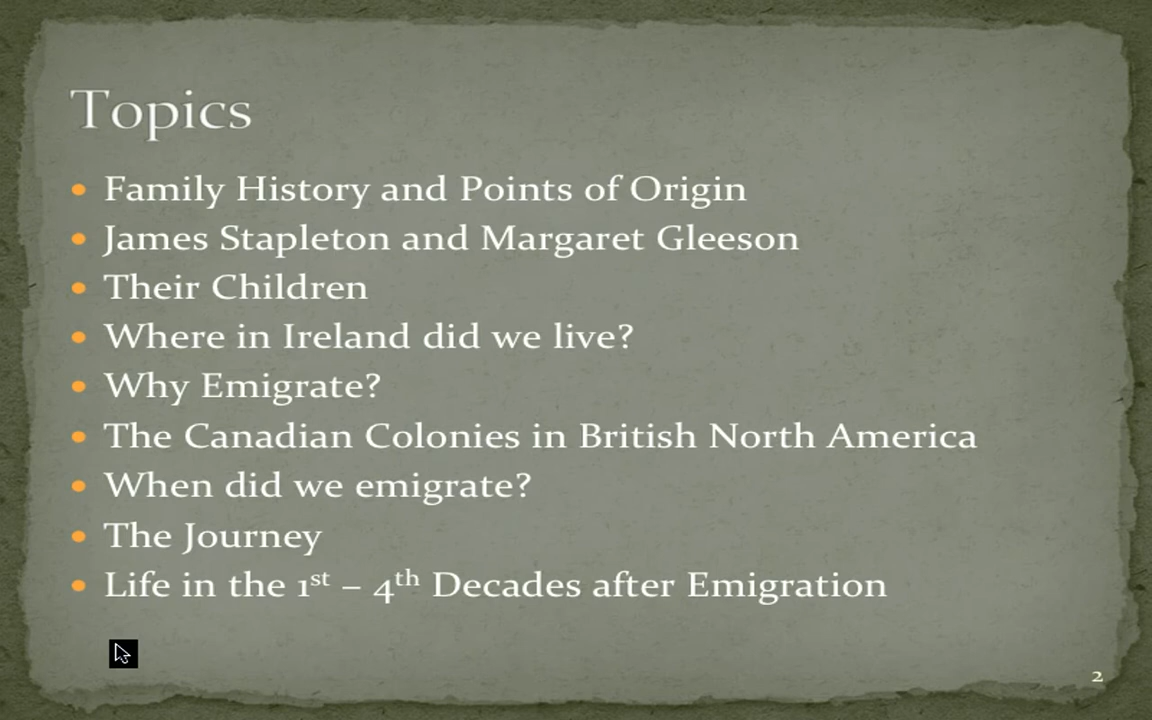 Topics
Family History and Points of Origin
James Stapleton and Margaret Gleeson
Their Children
Where in Ireland did we live?
Why Emigrate?
The Canadian Colonies in British North America
When did we emigrate?
The Journey
Life in the 1st – 4th Decades after Emigration
2